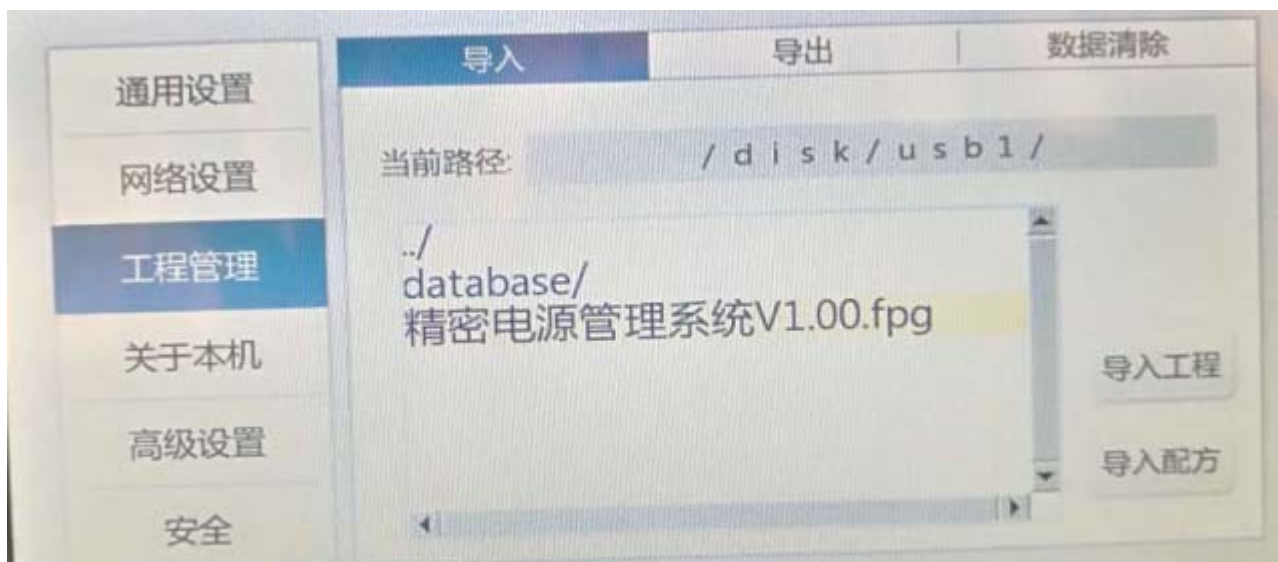 导入
导出
数据清除
通用设置
网络设置
工程管理
关于本机
高级设置
安全
当前路径:
/disk/usb1/
../
database/
精密电源管理系统V1.00.fpg
导入工程
导入配方